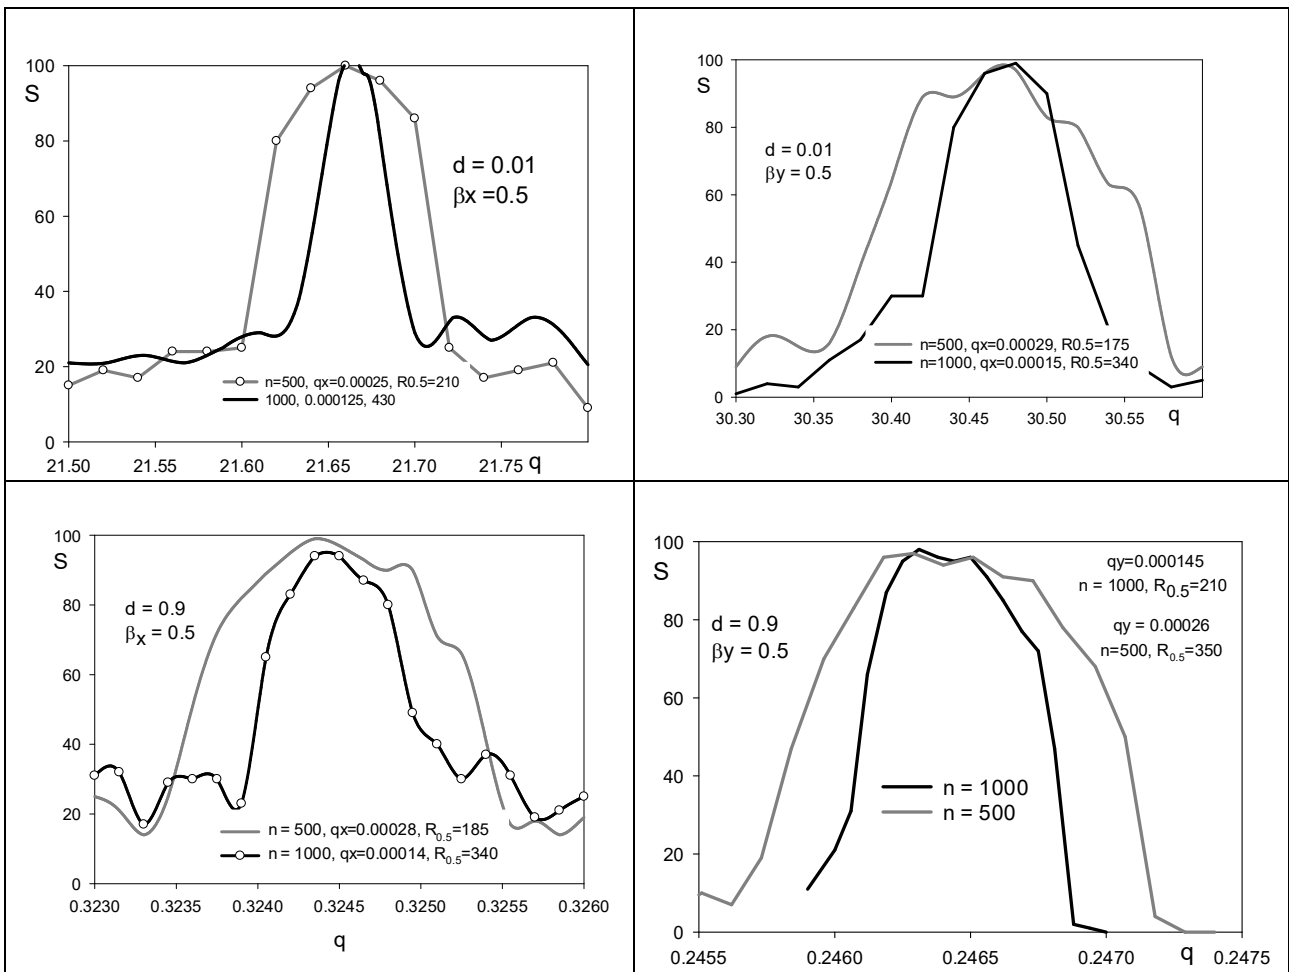 100
S
80
60
40
20
0
d = 0.01
βx =0.5
n=500, qx=0.00025, R0.5=210
1000, 0.000125, 430
21.50 21.55 21.60 21.65 21.70 21.75 q
100
S
80
60
40
20
0
d = 0.01
βy = 0.5
n=500, qx=0.00029, R0.5=175
n=1000, qx=0.00015, R0.5=340
30.30 30.35 30.40 30.45 30.50 30.55 q
100
S
80
60
40
20
0
d = 0.9
βx = 0.5
n = 500, qx=0.00028, R0.5=185
n = 1000, qx=0.00014, R0.5=340
0.3230 0.3235 0.3240 0.3245 0.3250 0.3255 0.3260
q
100
S
80
60
40
20
0
d = 0.9
βy = 0.5
qy=0.000145
n = 1000, R0.5=210
qy = 0.00026
n=500, R0.5=350
n = 1000
n = 500
0.2455 0.2460 0.2465 0.2470 q 0.2475